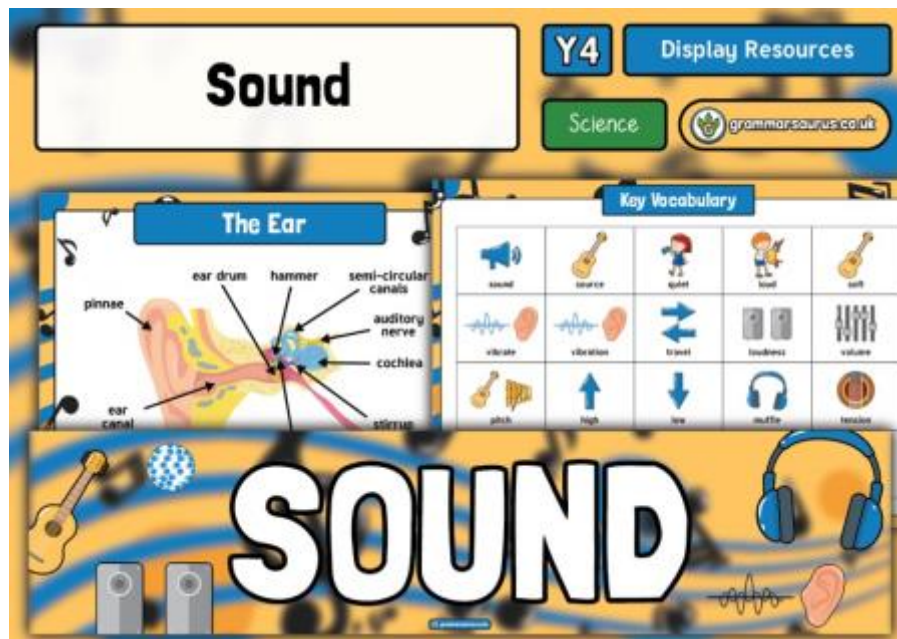 Sound
Y4
Display Resources
Science
grammarsaurus.co.uk
The Ear
ear drum
hammer
semi-circular
canals
pinnae
auditory
nerve
cochlea
ear
canal
stirrup
Key Vocabulary
sound
source
quiet
loud
soft
vibrate
vibration
travel
loudness
volume
pitch
high
low
muffle
tension
SOUND